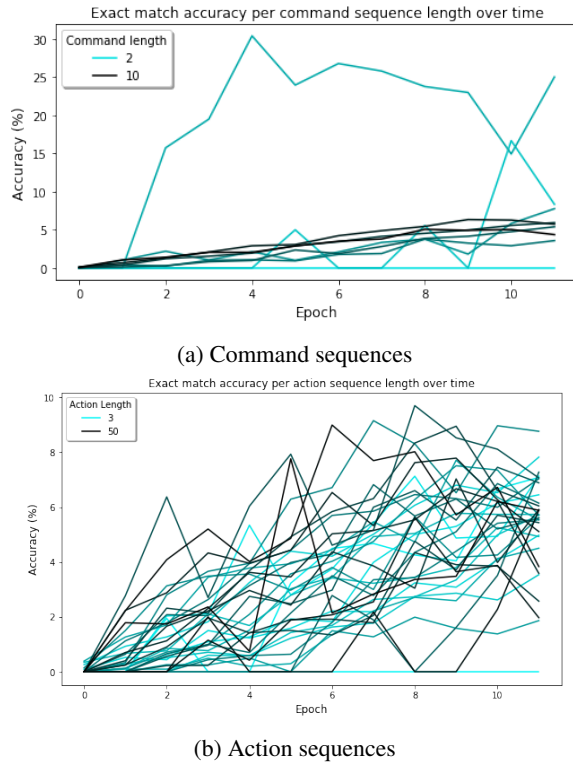 Exact match accuracy per command sequence length over time
Command length
2
10
Accuracy (%)
30
25
20
15
10
5
0
0 2 4 6 8 10
Epoch
(a) Command sequences
Exact match accuracy per action sequence length over time
Action Length
3
50
Accuracy (%)
10
8
6
4
2
0
0 2 4 6 8 10
Epoch
(b) Action sequences